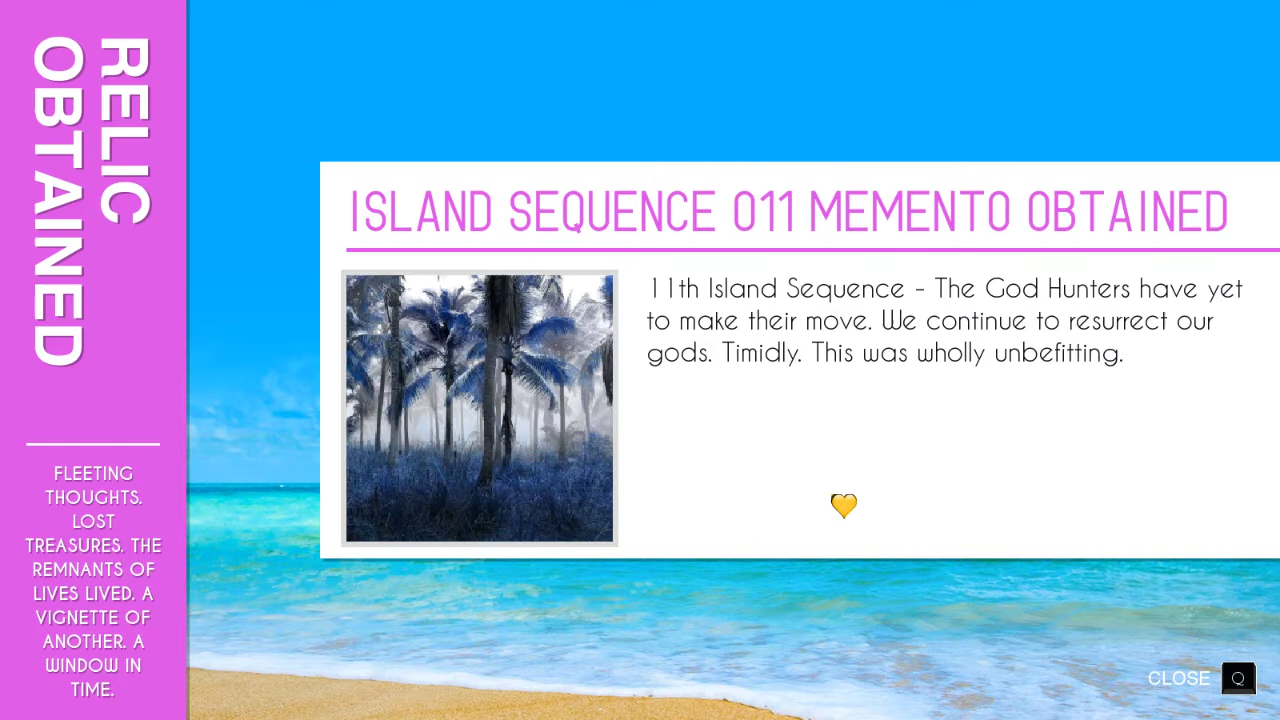 RELIC
OBTAINED
FLEETING
THOUGHTS.
LOST
TREASURES. THE
REMNANTS OF
LIVES LIVED. A
VIGNETTE OF
ANOTHER. A
WINDOW IN
TIME.
ISLAND SEQUENCE 011 MEMENTO OBTAINED
11th Island Sequence - The God Hunters have yet
to make their move. We continue to resurrect our
gods. Timidly. This was wholly unbefitting.
CLOSE Q